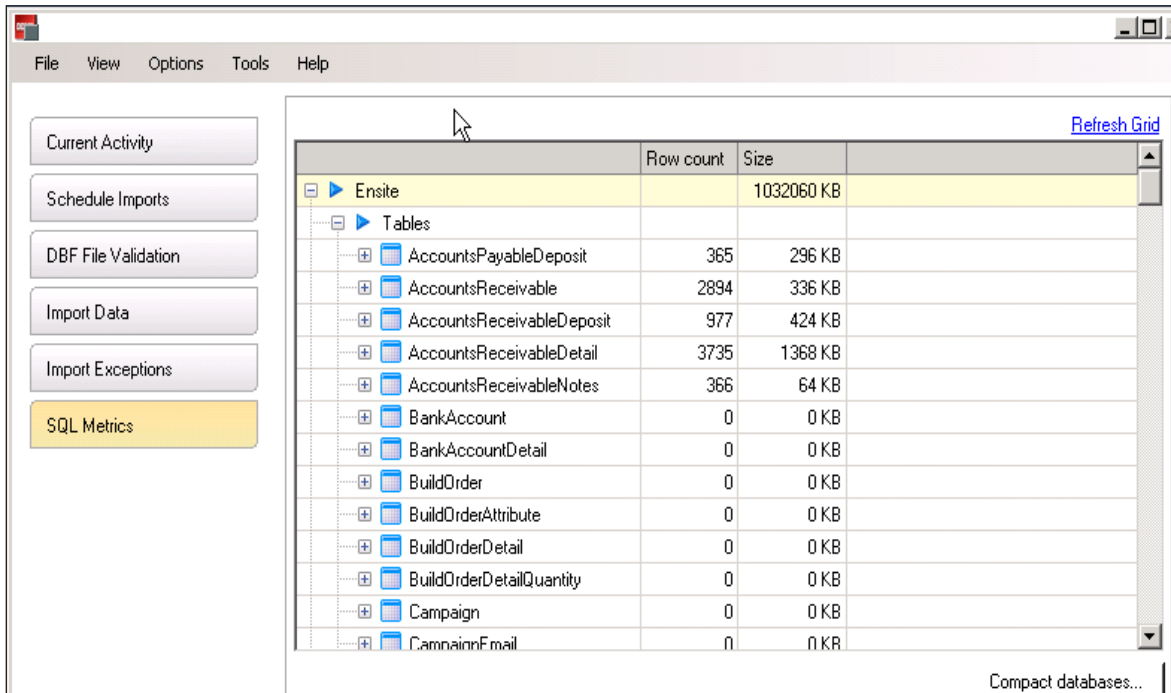 File View Options Tools Help
Current Activity
Schedule Imports
DBF File Validation
Import Data
Import Exceptions
SQL Metrics
Refresh Grid
Row count Size
Ensite 1032060 KB
Tables
AccountsPayableDeposit 365 296 KB
AccountsReceivable 2894 336 KB
AccountsReceivableDeposit 977 424 KB
AccountsReceivableDetail 3735 1368 KB
AccountsReceivableNotes 366 64 KB
BankAccount 0 0 KB
BankAccountDetail 0 0 KB
BuildOrder 0 0 KB
BuildOrderAttribute 0 0 KB
BuildOrderDetail 0 0 KB
BuildOrderDetailQuantity 0 0 KB
Campaign 0 0 KB
CampaignEmail 0 0 KB
Compact databases...